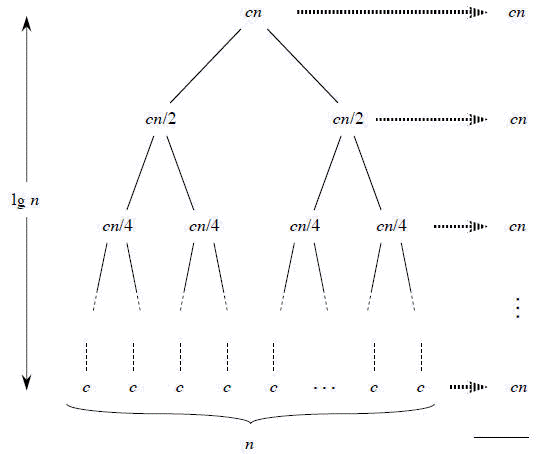 cn cn
cn/2 cn/2 cn
lg n
cn/4 cn/4 cn/4 cn/4 cn
⋮
c c c c c ... c c cn
n